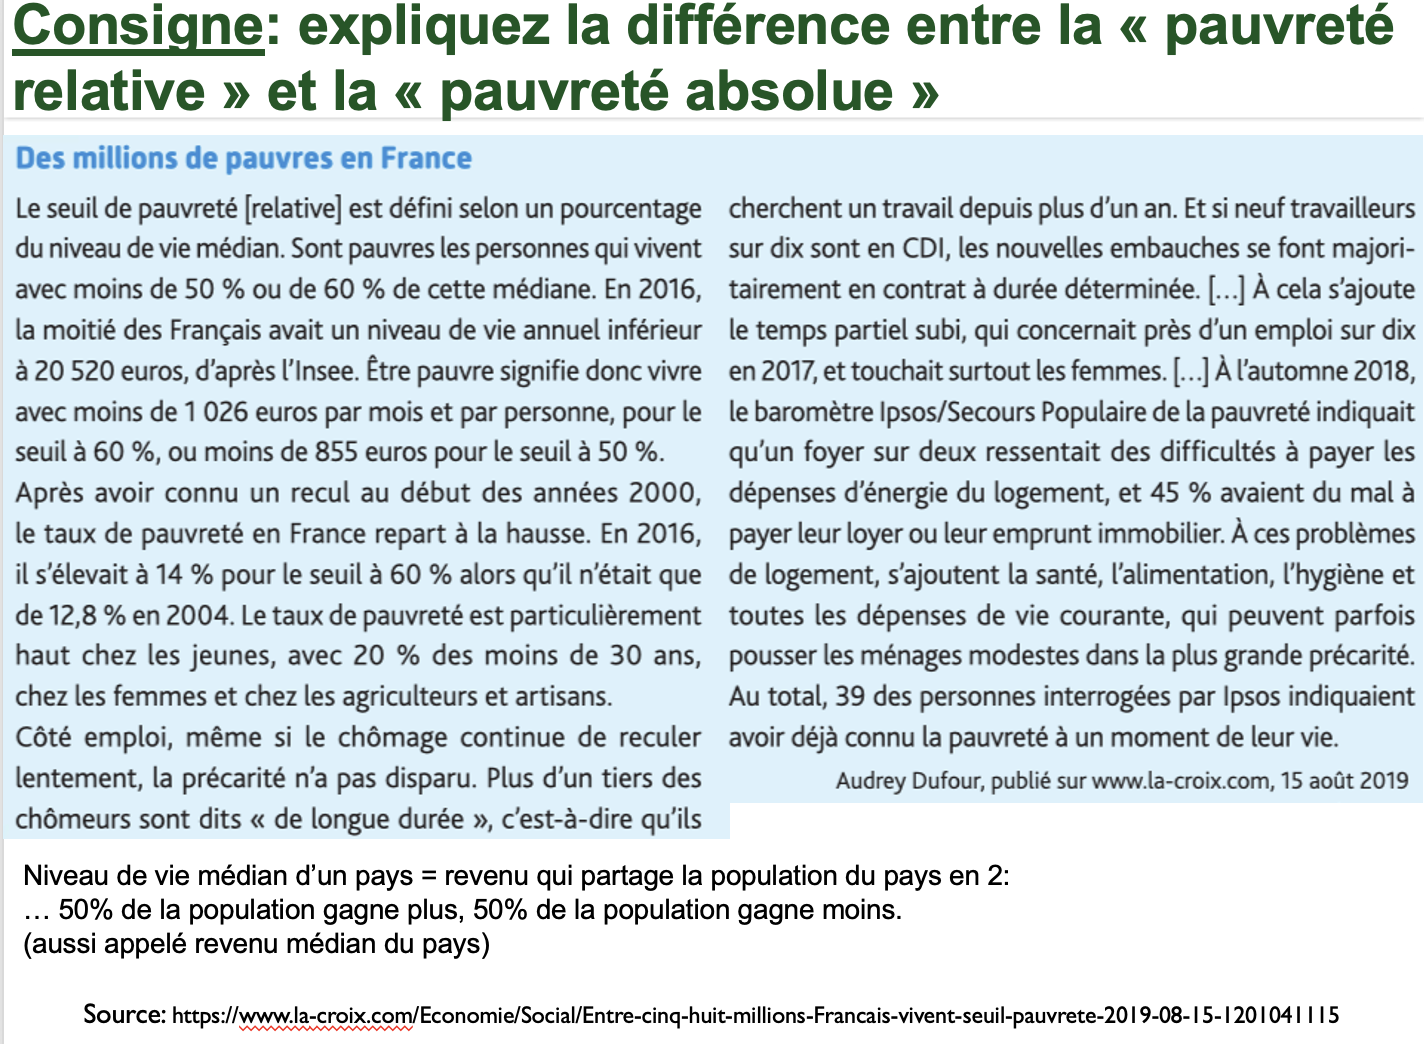 Consigne: expliquez la différence entre la « pauvreté
relative » et la « pauvreté absolue »
Des millions de pauvres en France
Le seuil de pauvreté [relative] est défini selon un pourcentage
du niveau de vie médian. Sont pauvres les personnes qui vivent
avec moins de 50 % ou de 60 % de cette médiane. En 2016,
la moitié des Français avait un niveau de vie annuel inférieur
à 20 520 euros, d’après l’Insee. Être pauvre signifie donc vivre
avec moins de 1 026 euros par mois et par personne, pour le
seuil à 60 %, ou moins de 855 euros pour le seuil à 50 %.
Après avoir connu un recul au début des années 2000,
le taux de pauvreté en France repart à la hausse. En 2016,
il s’élevait à 14 % pour le seuil à 60 % alors qu’il n’était que
de 12,8 % en 2004. Le taux de pauvreté est particulièrement
haut chez les jeunes, avec 20 % des moins de 30 ans,
chez les femmes et chez les agriculteurs et artisans.
Côté emploi, même si le chômage continue de reculer
lentement, la précarité n’a pas disparu. Plus d’un tiers des
chômeurs sont dits « de longue durée », c’est-à-dire qu’ils
cherchent un travail depuis plus d’un an. Et si neuf travailleurs
sur dix sont en CDI, les nouvelles embauches se font majori-
tairement en contrat à durée déterminée. […] À cela s’ajoute
le temps partiel subi, qui concernait près d’un emploi sur dix
en 2017, et touchait surtout les femmes. […] À l’automne 2018,
le baromètre Ipsos/Secours Populaire de la pauvreté indiquait
qu’un foyer sur deux ressentait des difficultés à payer les
dépenses d’énergie du logement, et 45 % avaient du mal à
payer leur loyer ou leur emprunt immobilier. À ces problèmes
de logement, s’ajoutent la santé, l’alimentation, l’hygiène et
toutes les dépenses de vie courante, qui peuvent parfois
pousser les ménages modestes dans la plus grande précarité.
Au total, 39 des personnes interrogées par Ipsos indiquaient
avoir déjà connu la pauvreté à un moment de leur vie.
Audrey Dufour, publié sur www.la-croix.com, 15 août 2019
Niveau de vie médian d’un pays = revenu qui partage la population du pays en 2:
… 50% de la population gagne plus, 50% de la population gagne moins.
(aussi appelé revenu médian du pays)
Source: https://www.la-croix.com/Economie/Social/Entre-cinq-huit-millions-Francais-vivent-seuil-pauvrete-2019-08-15-1201041115